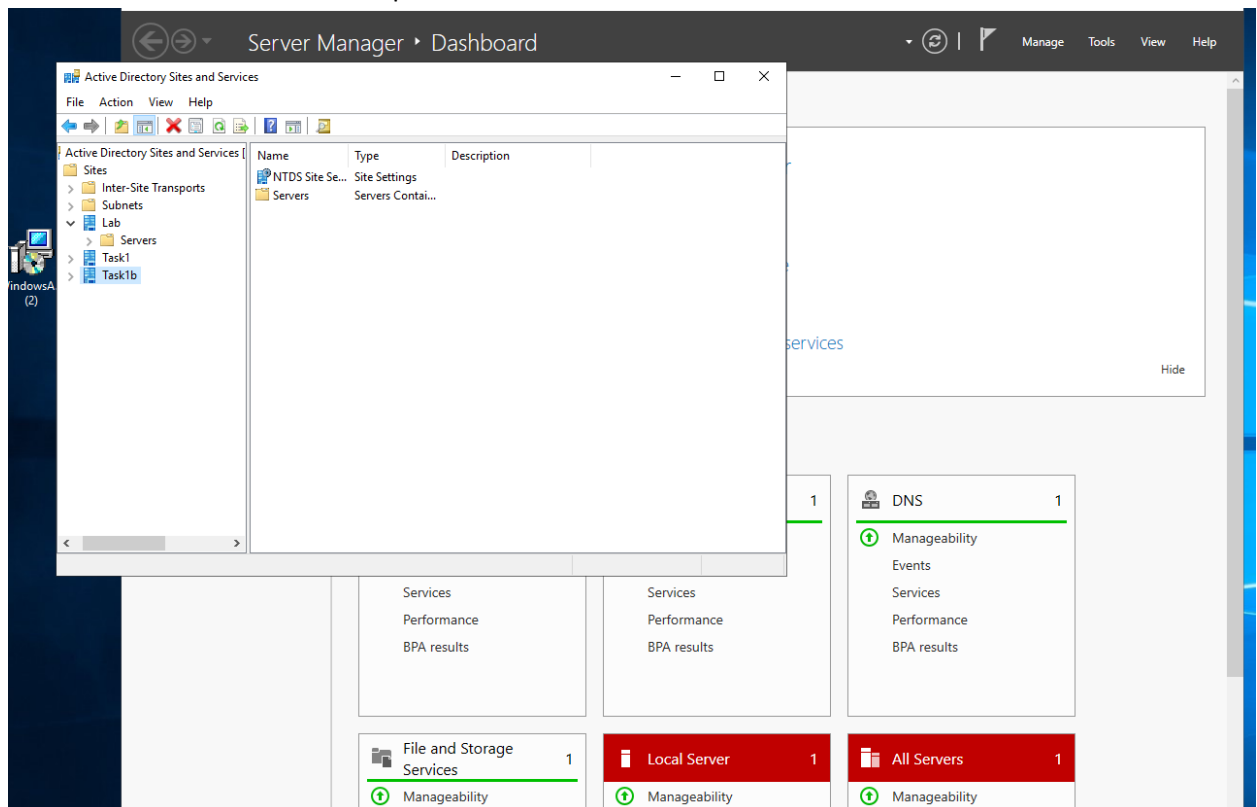 Server Manager ‣ Dashboard
Manage Tools View Help
Active Directory Sites and Services
File Action View Help
Active Directory Sites and Services [
Sites
Inter-Site Transports
Subnets
Lab
Servers
Task1
Task1b
Name Type Description
NTDS Site Se... Site Settings
Servers Servers Contai...
(2)
services
Hide
1
DNS 1
Manageability
Events
Services
Performance
BPA results
Services
Performance
BPA results
Services
Performance
BPA results
File and Storage
Services 1
Manageability
Local Server 1
Manageability
All Servers 1
Manageability